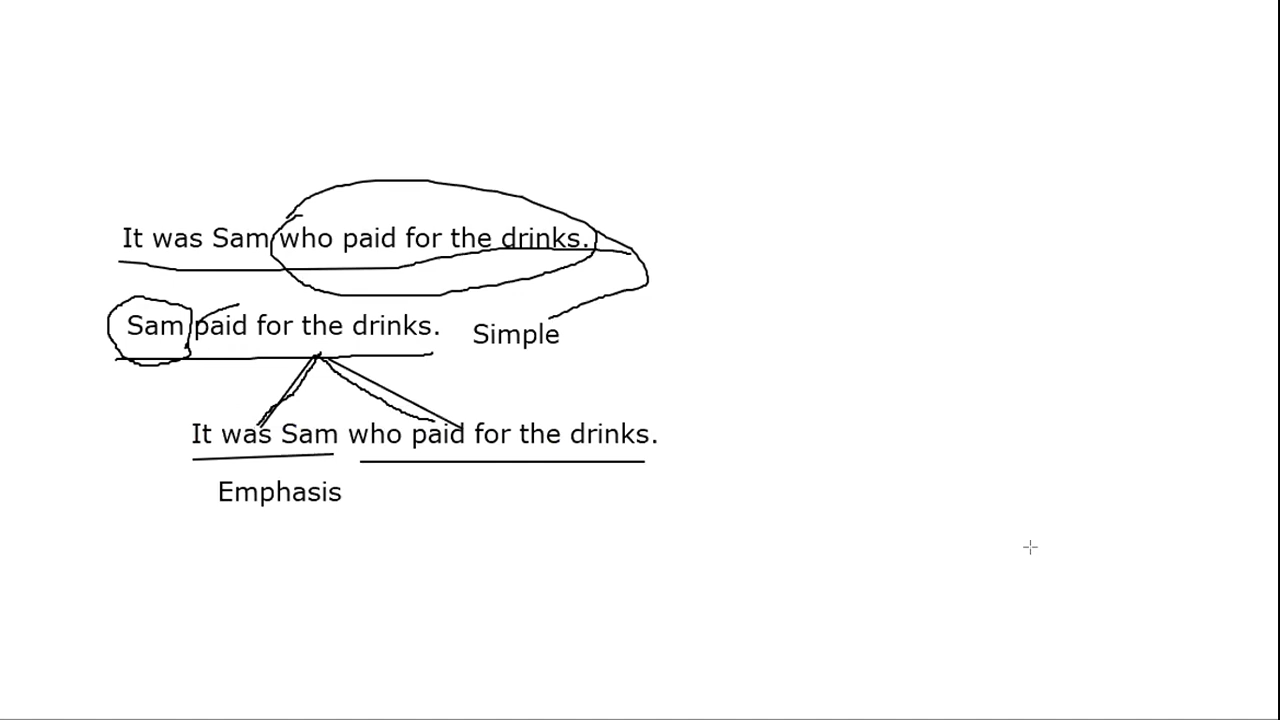 It was Sam who paid for the drinks.
Sam paid for the drinks. Simple
It was Sam who paid for the drinks.
Emphasis